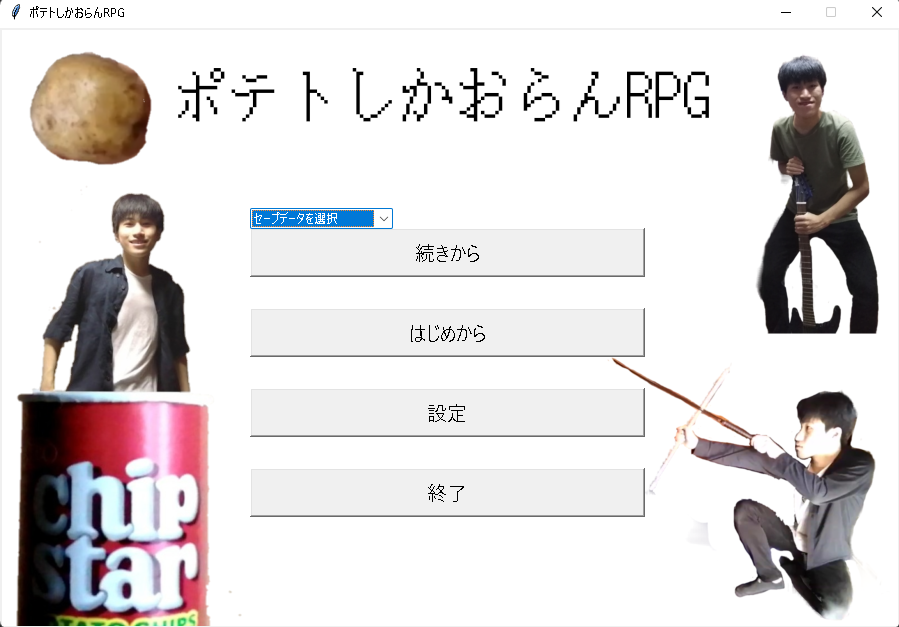 ポテトしかおらんRPG
ポテトしかおらんRPG
セーブデータを選択
続きから
はじめから
設定
終了
chip
star
POTATO CHIPS